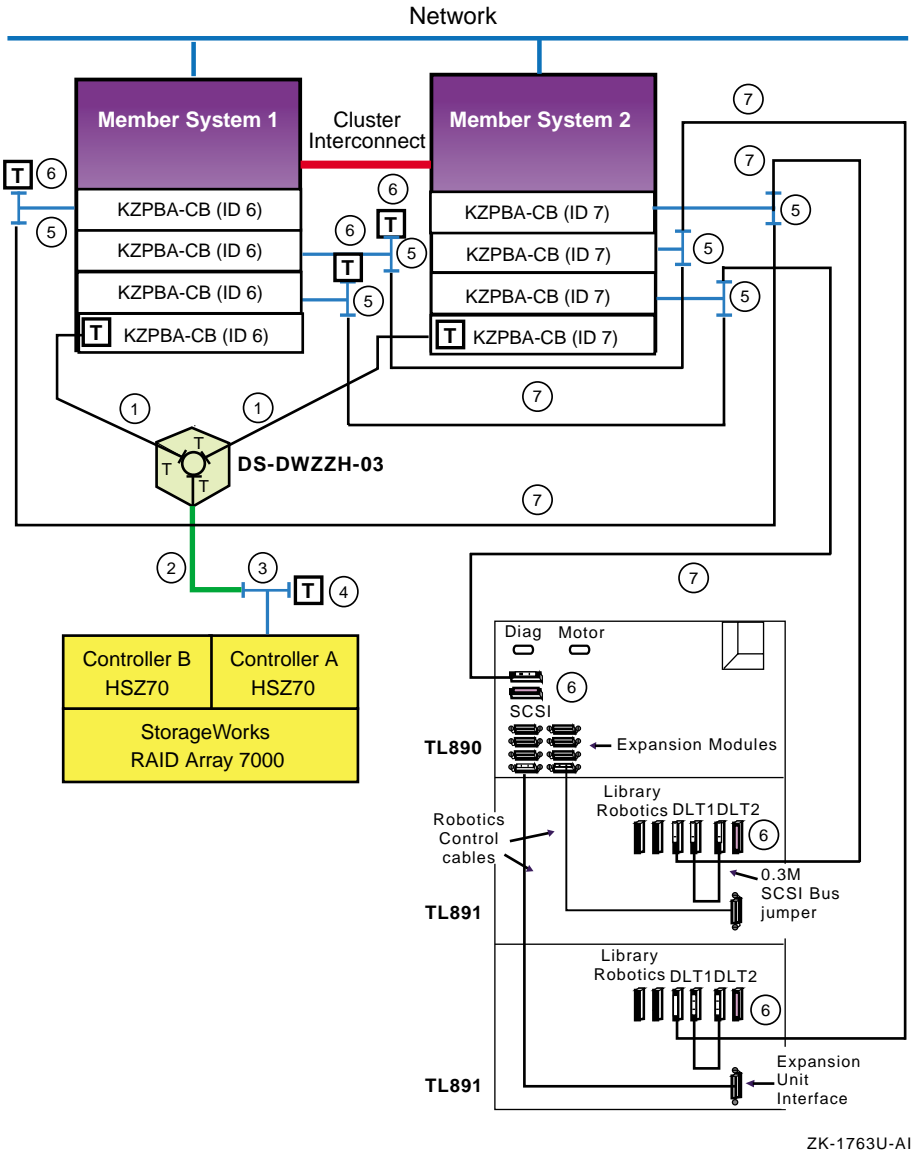 Network
7
Member System 1
Cluster
Interconnect
Member System 2
7
T
6
6
KZPBA-CB (ID 6)
KZPBA-CB (ID 7)
T
5
5
6
KZPBA-CB (ID 6)
KZPBA-CB (ID 7)
5
5
T
KZPBA-CB (ID 6)
KZPBA-CB (ID 7)
5
5
T
KZPBA-CB (ID 6)
T
KZPBA-CB (ID 7)
1
1
7
T
T
T
DS-DWZZH-03
7
2
3
T
4
7
Controller B
HSZ70
Controller A
HSZ70
StorageWorks
RAID Array 7000
Diag
Motor
6
SCSI
TL890
Expansion Modules
Robotics
Control
cables
Library
Robotics
DLT1
DLT2
6
0.3M
SCSI Bus
jumper
TL891
Library
Robotics
DLT1
DLT2
6
TL891
Expansion
Unit
Interface
ZK-1763U-AI